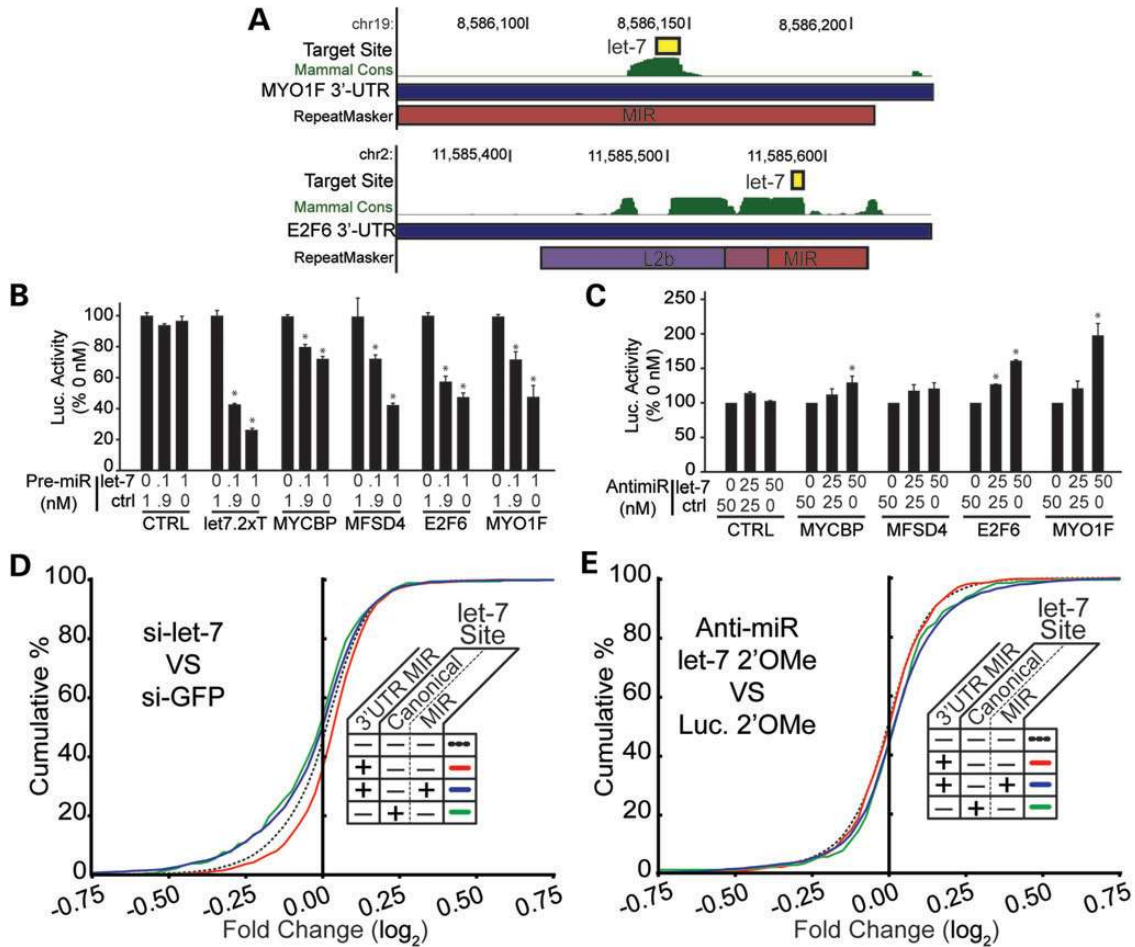 A
chr19: 8,586,100 8,586,150 8,586,200
Target Site let-7
Mammal Cons
MYO1F 3'-UTR
RepeatMasker MIR
chr2: 11,585,400 11,585,500 11,585,600
Target Site let-7
Mammal Cons
E2F6 3'-UTR
RepeatMasker L2b MIR
B
Luc. Activity
(% 0 nM)
100
80
60
40
20
0
* * * * * * * * * *
Pre-miR let-7 0 .1 1 0 .1 1 0 .1 1 0 .1 1 0 .1 1 0 .1 1
(nM) ctrl 1 .9 0 1 .9 0 1 .9 0 1 .9 0 1 .9 0 1 .9 0
CTRL let7.2xT MYCBP MFSD4 E2F6 MYO1F
C
Luc. Activity
(% 0 nM)
250
200
150
100
50
0
* * * *
AntimiR let-7 0 25 50 0 25 50 0 25 50 0 25 50 0 25 50
(nM) ctrl 50 25 0 50 25 0 50 25 0 50 25 0 50 25 0
CTRL MYCBP MFSD4 E2F6 MYO1F
D
Cumulative %
100
80
60
40
20
0
si-let-7
VS
si-GFP
let-7
Site
3'UTR MIR
Canonical
MIR
— — —
+ — —
+ — +
— + —
-0.75 -0.50 -0.25 0.00 0.25 0.50 0.75
Fold Change (log2)
E
Cumulative %
100
80
60
40
20
0
Anti-miR
let-7 2'OMe
VS
Luc. 2'OMe
let-7
Site
3'UTR MIR
Canonical
MIR
— — —
+ — —
+ — +
— + —
-0.75 -0.50 -0.25 0.00 0.25 0.50 0.75
Fold Change (log2)